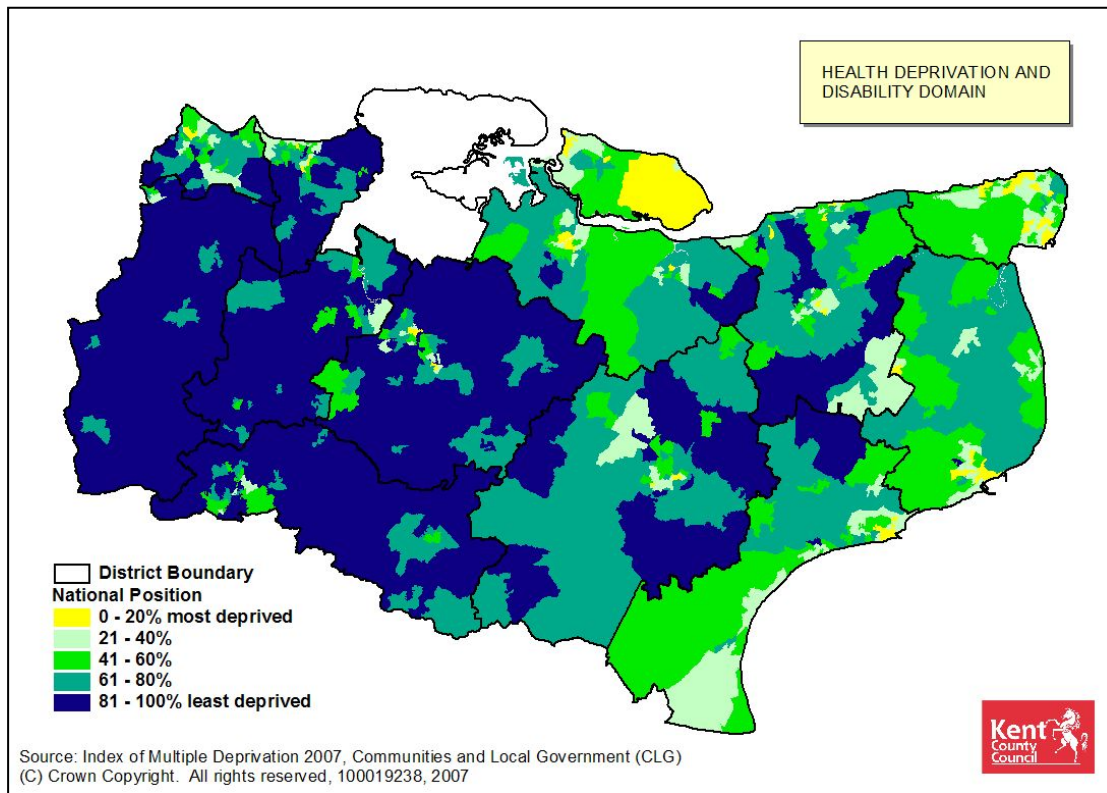 HEALTH DEPRIVATION AND
DISABILITY DOMAIN
District Boundary
National Position
0 - 20% most deprived
21 - 40%
41 - 60%
61 - 80%
81 - 100% least deprived
Source: Index of Multiple Deprivation 2007, Communities and Local Government (CLG)
(C) Crown Copyright. All rights reserved, 100019238, 2007
Kent
County
Council